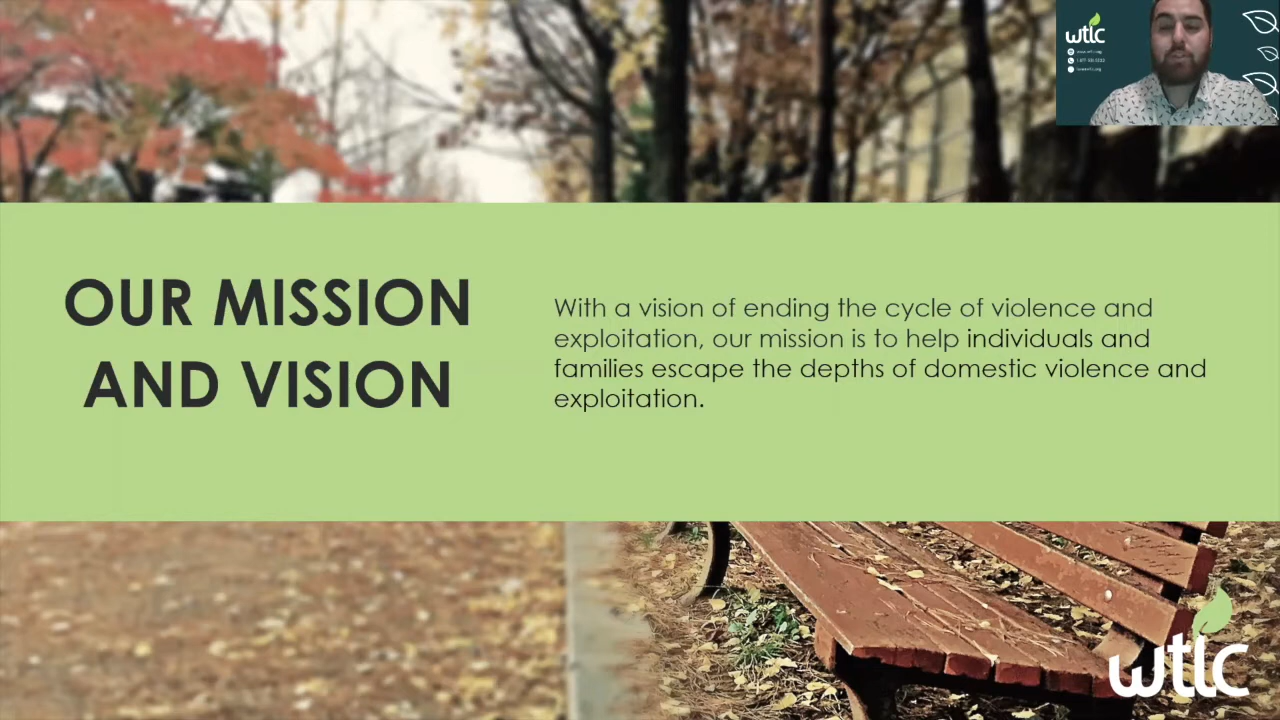 wtlc
OUR MISSION
AND VISION
With a vision of ending the cycle of violence and
exploitation, our mission is to help individuals and
families escape the depths of domestic violence and
exploitation.
wtlc